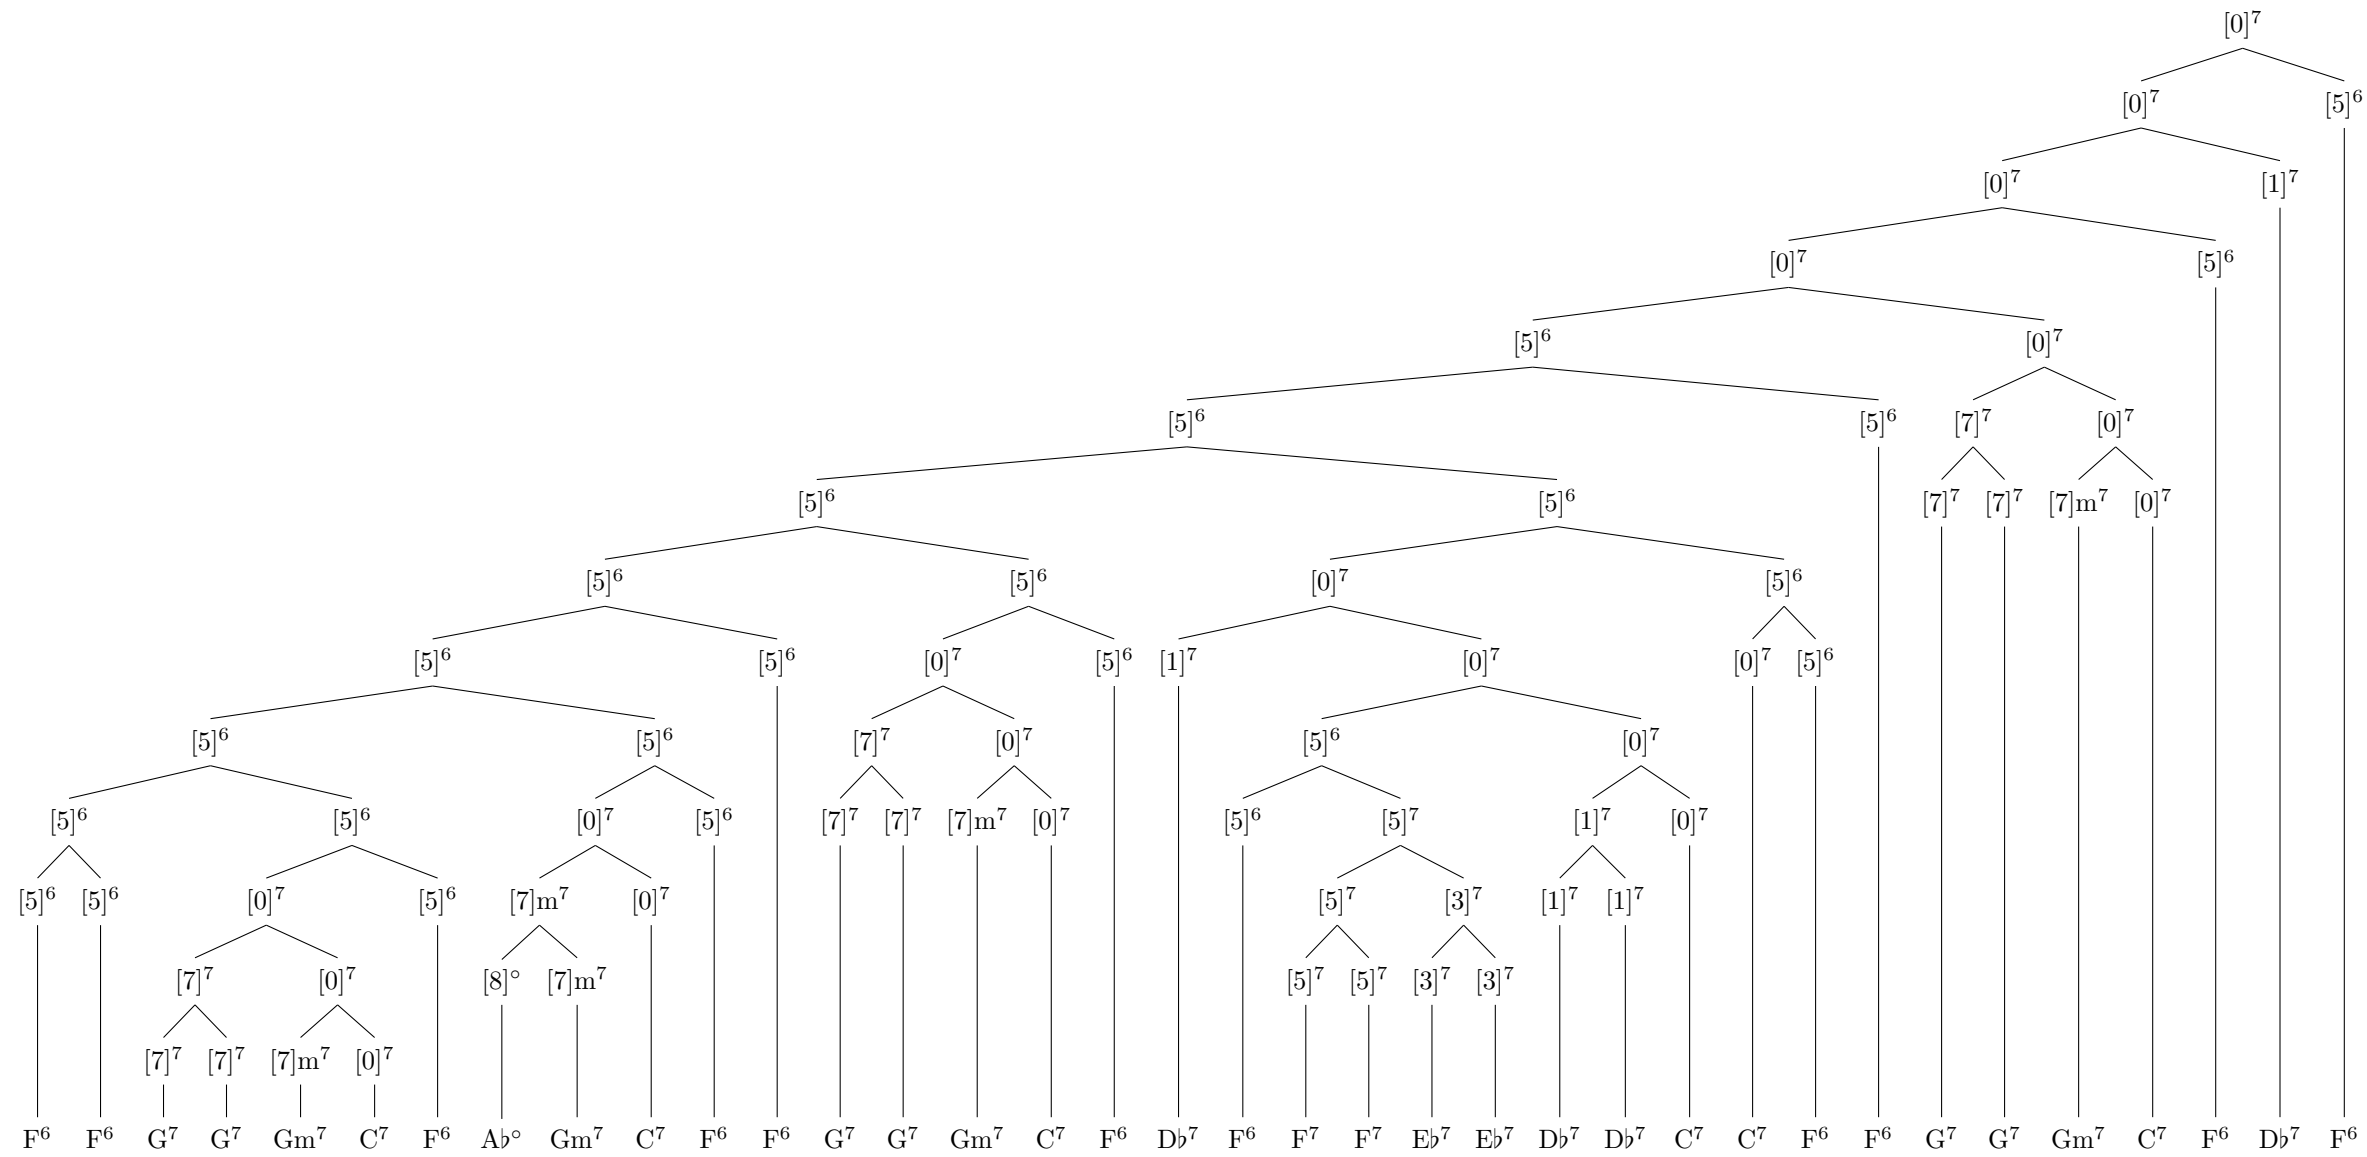 [0]⁷
[0]⁷ [5]⁶
[0]⁷ [1]⁷
[0]⁷ [5]⁶
[5]⁶ [0]⁷
[5]⁶ [5]⁶ [7]⁷ [0]⁷
[5]⁶ [5]⁶ [7]⁷ [7]⁷ [7]m⁷ [0]⁷
[5]⁶ [5]⁶ [0]⁷ [5]⁶
[5]⁶ [5]⁶ [0]⁷ [5]⁶ [1]⁷ [0]⁷ [0]⁷ [5]⁶
[5]⁶ [5]⁶ [7]⁷ [0]⁷ [5]⁶ [0]⁷
[5]⁶ [5]⁶ [0]⁷ [5]⁶ [7]⁷ [7]⁷ [7]m⁷ [0]⁷ [5]⁶ [5]⁷ [1]⁷ [0]⁷
[5]⁶ [5]⁶ [0]⁷ [5]⁶ [7]m⁷ [0]⁷ [5]⁷ [3]⁷ [1]⁷ [1]⁷
[7]⁷ [0]⁷ [8]° [7]m⁷ [5]⁷ [5]⁷ [3]⁷ [3]⁷
[7]⁷ [7]⁷ [7]m⁷ [0]⁷
F⁶ F⁶ G⁷ G⁷ Gm⁷ C⁷ F⁶ A♭° Gm⁷ C⁷ F⁶ F⁶ G⁷ G⁷ Gm⁷ C⁷ F⁶ D♭⁷ F⁶ F⁷ F⁷ E♭⁷ E♭⁷ D♭⁷ D♭⁷ C⁷ C⁷ F⁶ F⁶ G⁷ G⁷ Gm⁷ C⁷ F⁶ D♭⁷ F⁶